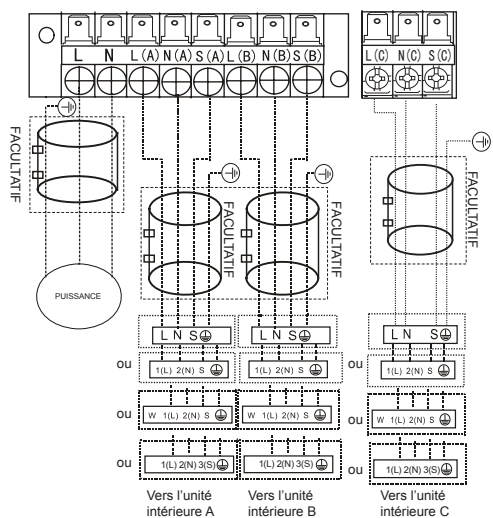 L N L(A) N(A) S(A) L(B) N(B) S(B)
L(C) N(C) S(C)
FACULTATIF
FACULTATIF
FACULTATIF
FACULTATIF
PUISSANCE
L N S
L N S
L N S
ou
1(L) 2(N) S
1(L) 2(N) S
ou
1(L) 2(N) S
ou
W 1(L) 2(N) S
W 1(L) 2(N) S
ou
W 1(L) 2(N) S
ou
1(L) 2(N) 3(S)
1(L) 2(N) 3(S)
ou
1(L) 2(N) 3(S)
Vers l'unité
intérieure A
Vers l'unité
intérieure B
Vers l'unité
intérieure C